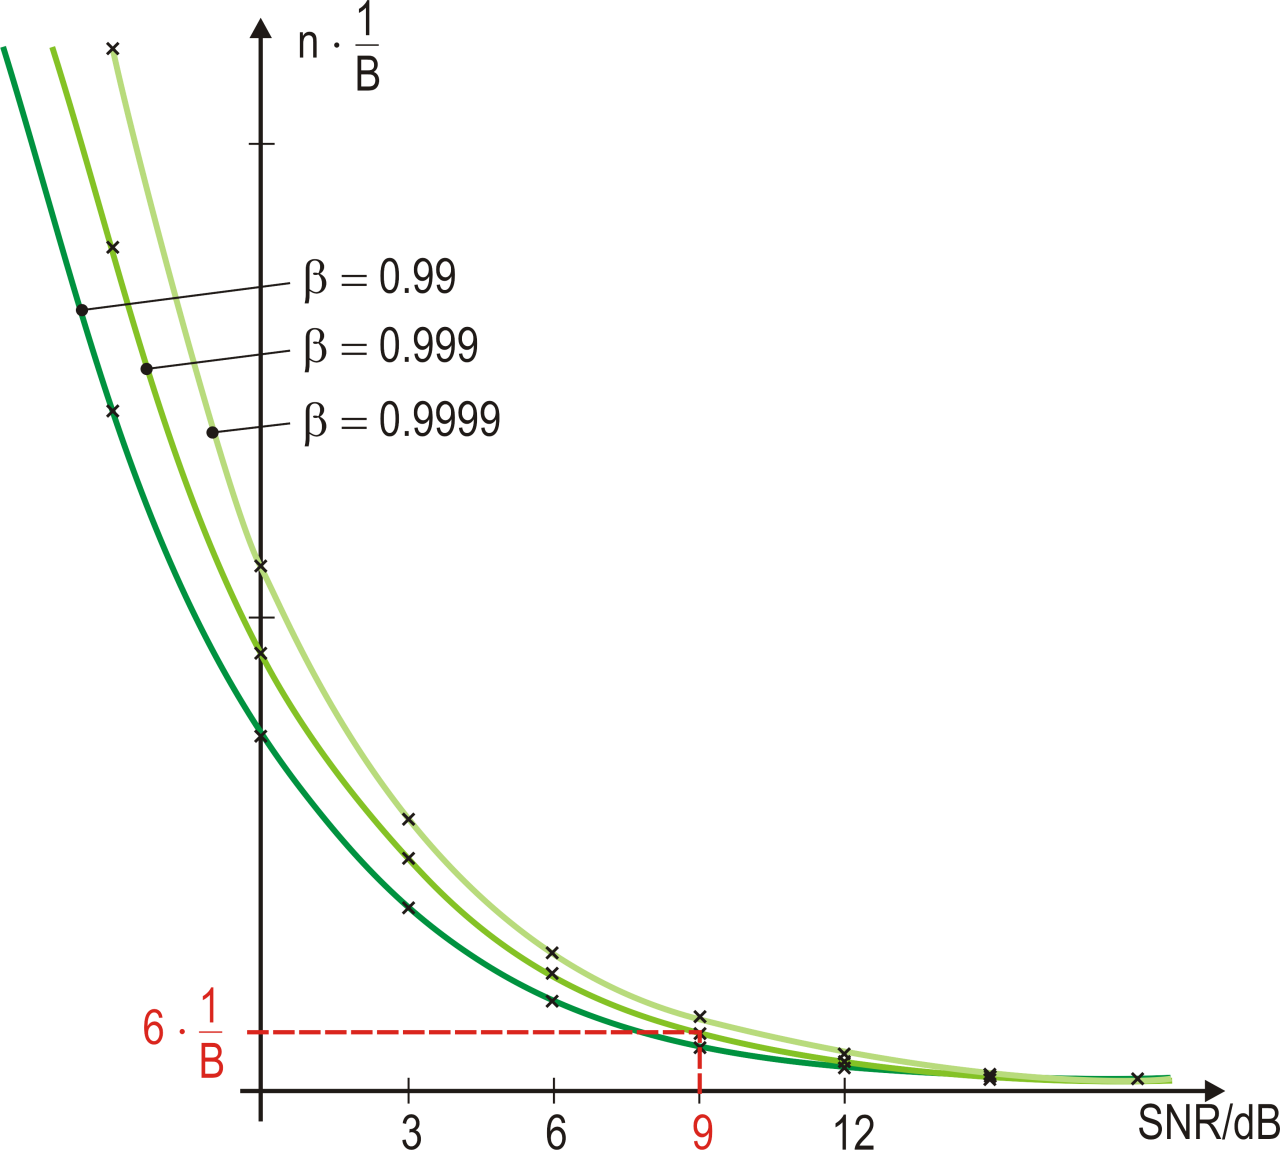 n · 1/B
β = 0.99
β = 0.999
β = 0.9999
6 · 1/B
3 6 9 12
SNR/dB